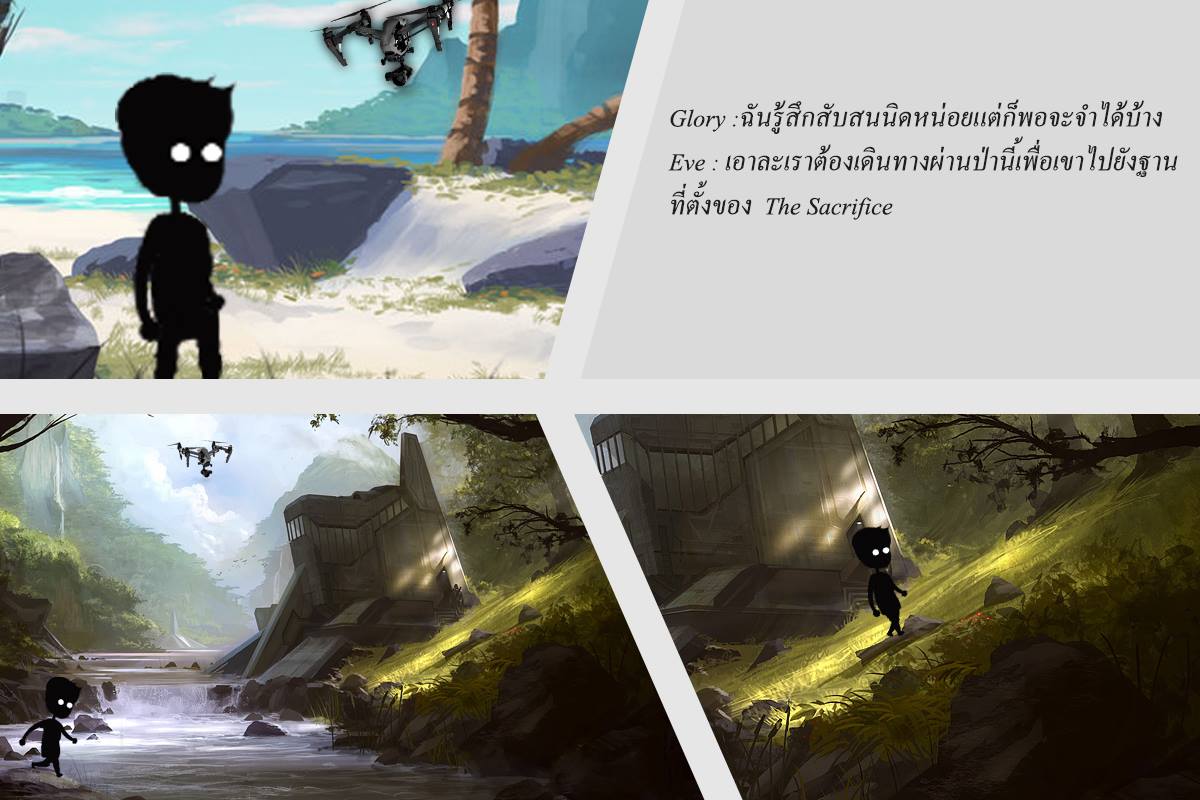 Glory :ฉันรู้สึกสับสนนิดหน่อยแต่ก็พอจะจำได้บ้าง
Eve : เอาละเราต้องเดินทางผ่านป่านี้เพื่อเขาไปยังฐาน
ที่ตั้งของ The Sacrifice